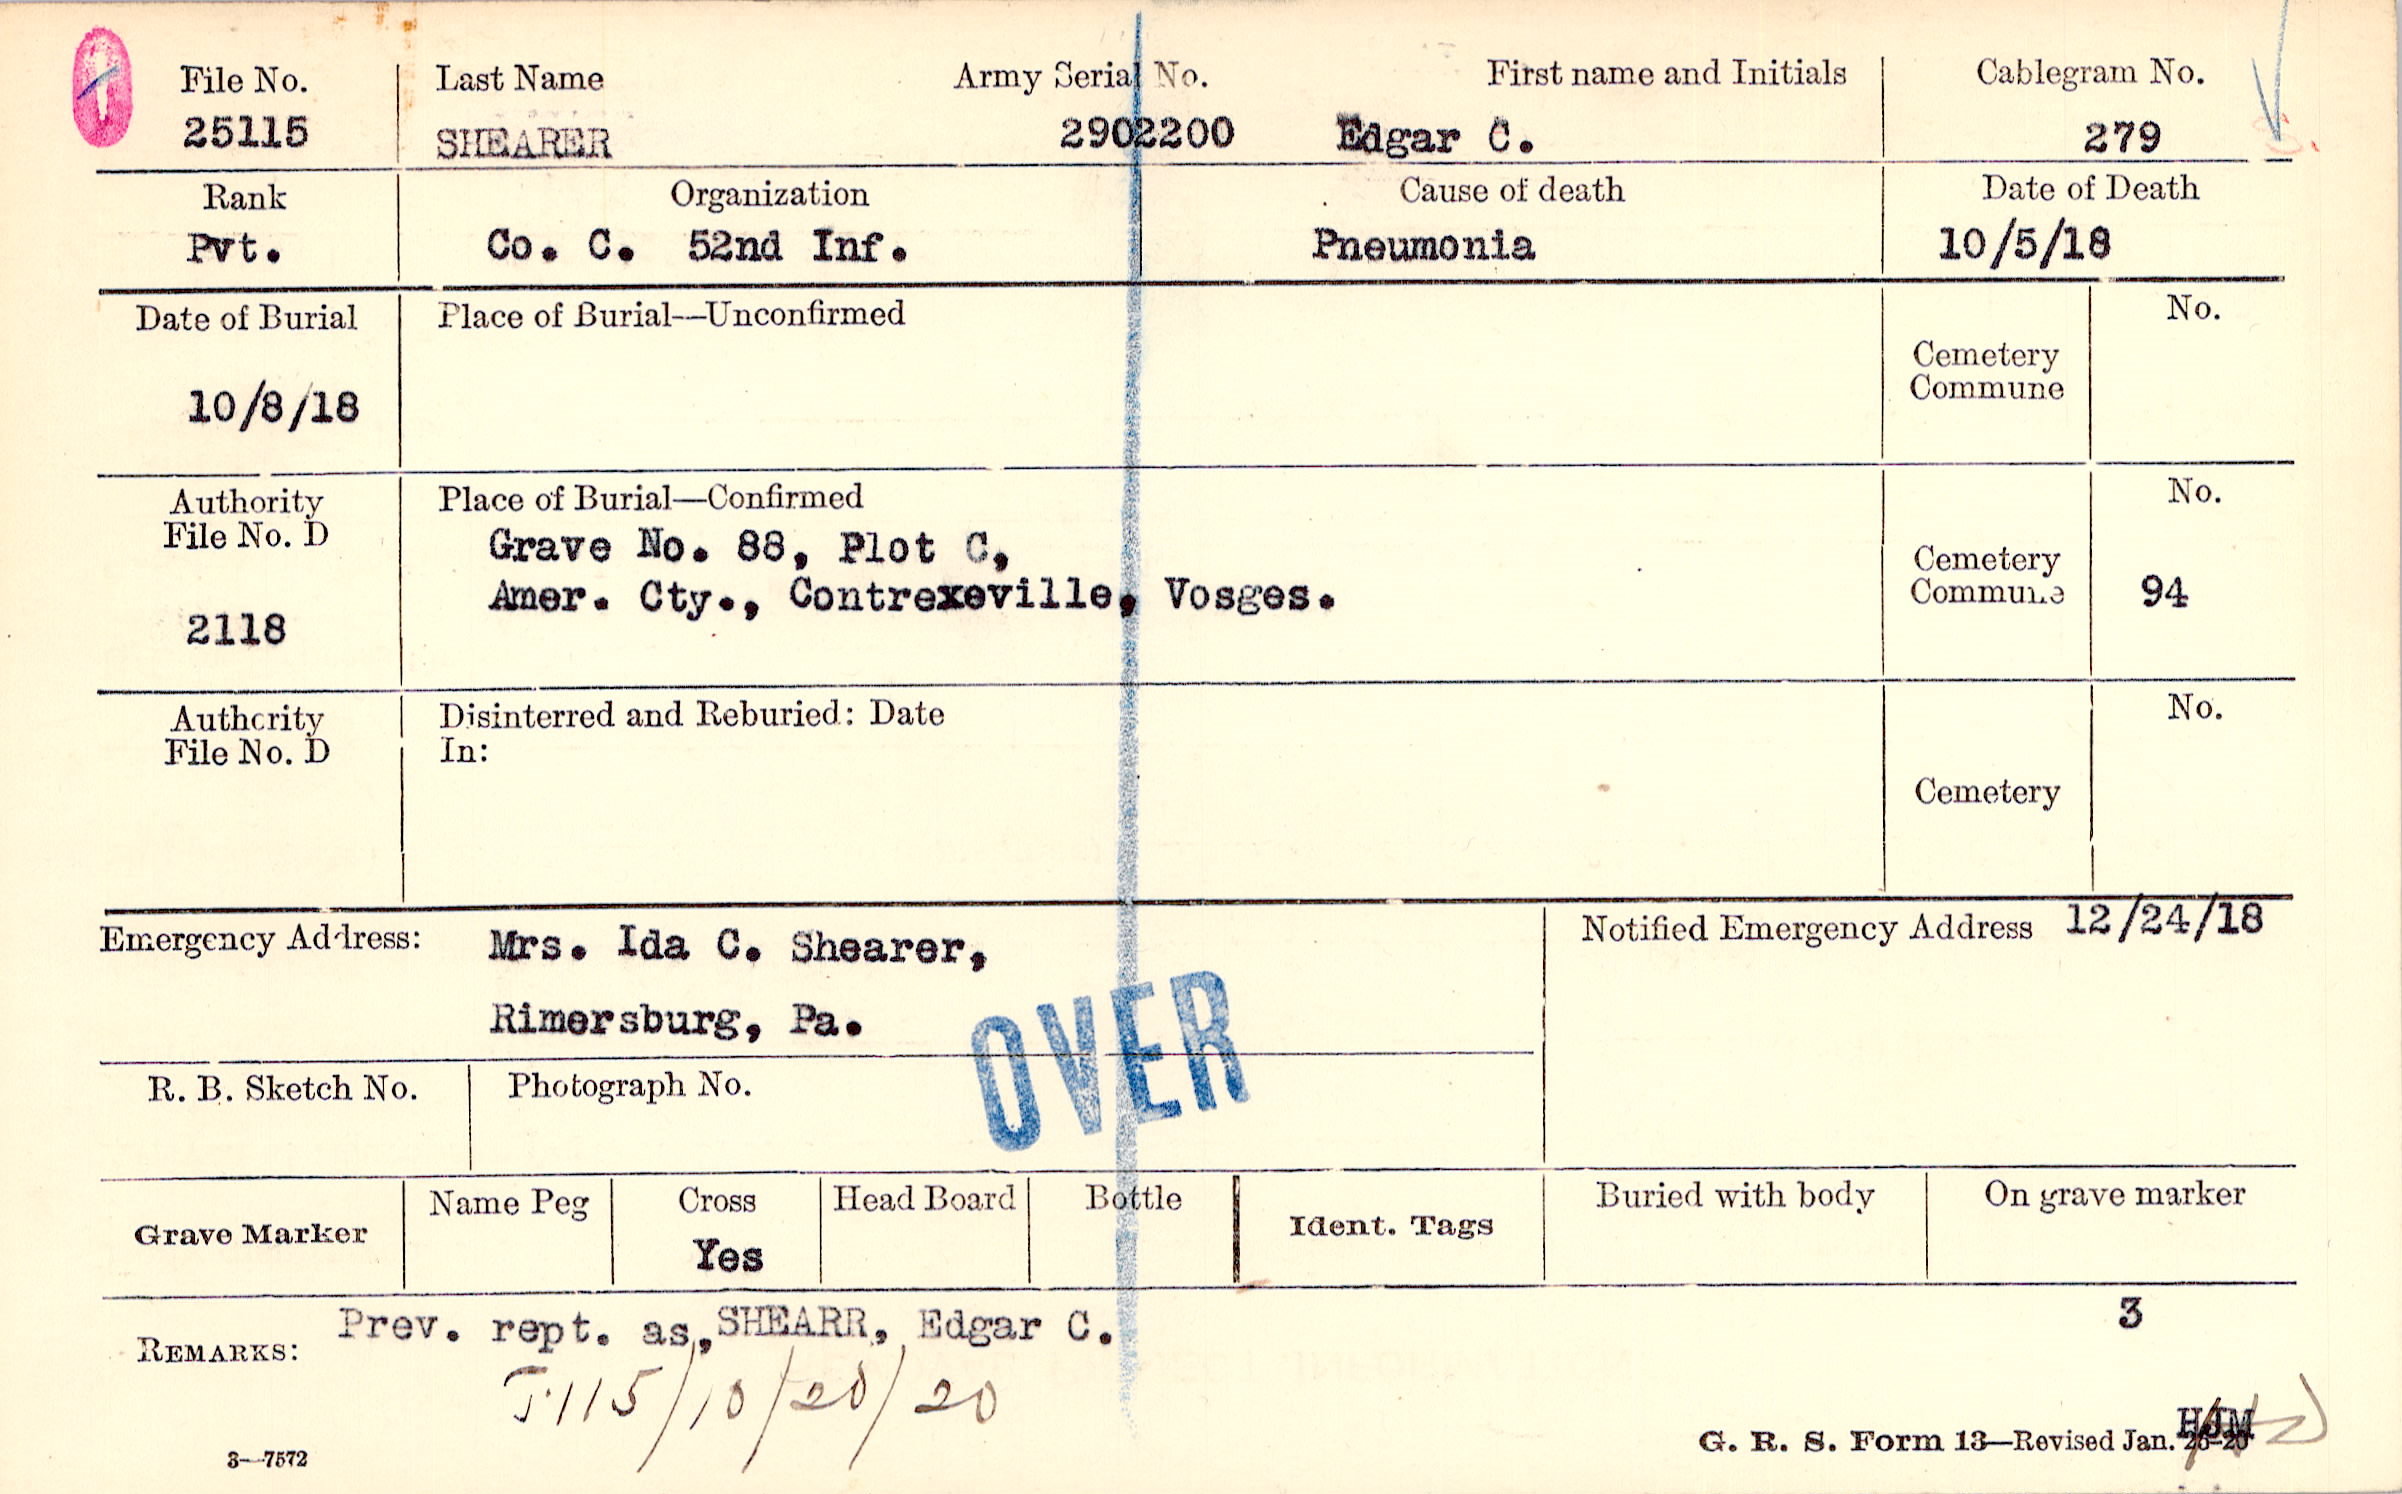 File No. Last Name Army Serial No. First name and Initials Cablegram No.
25115 SHEARER 2902200 Edgar C. 279
Rank Organization Cause of death Date of Death
Pvt. Co. C. 52nd Inf. Pneumonia 10/5/18
Date of Burial Place of Burial—Unconfirmed No.
Cemetery
Commune
10/8/18
Authority Place of Burial—Confirmed No.
File No. D Grave No. 88, Plot C,
Amer. Cty., Contrexeville, Vosges. Cemetery
Commune 94
2118
Authority Disinterred and Reburied: Date No.
File No. D In:
Cemetery
Emergency Address: Mrs. Ida C. Shearer, Notified Emergency Address 12/24/18
Rimersburg, Pa.
OVER
R. B. Sketch No. Photograph No.
Grave Marker Name Peg Cross Head Board Bottle Ident. Tags Buried with body On grave marker
Yes
3
REMARKS: Prev. rept. as, SHEARR, Edgar C.
T.115/10/20/20
HJM
3—7572 G. R. S. Form 13—Revised Jan. 26-20